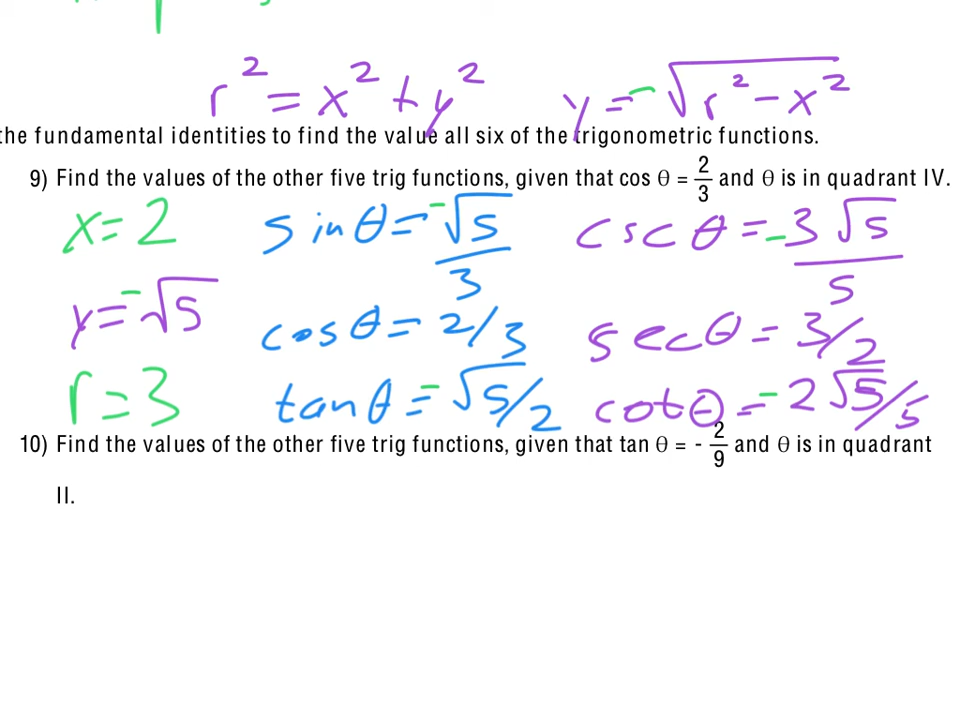 r² = x² + y² y = -√(r² - x²)
the fundamental identities to find the value all six of the trigonometric functions.
9) Find the values of the other five trig functions, given that cos θ = 2/3 and θ is in quadrant IV.
x = 2 sin θ = -√5/3 csc θ = -3√5/5
y = -√5 cos θ = 2/3 sec θ = 3/2
r = 3 tan θ = -√5/2 cot θ = -2√5/5
10) Find the values of the other five trig functions, given that tan θ = - 2/9 and θ is in quadrant
II.